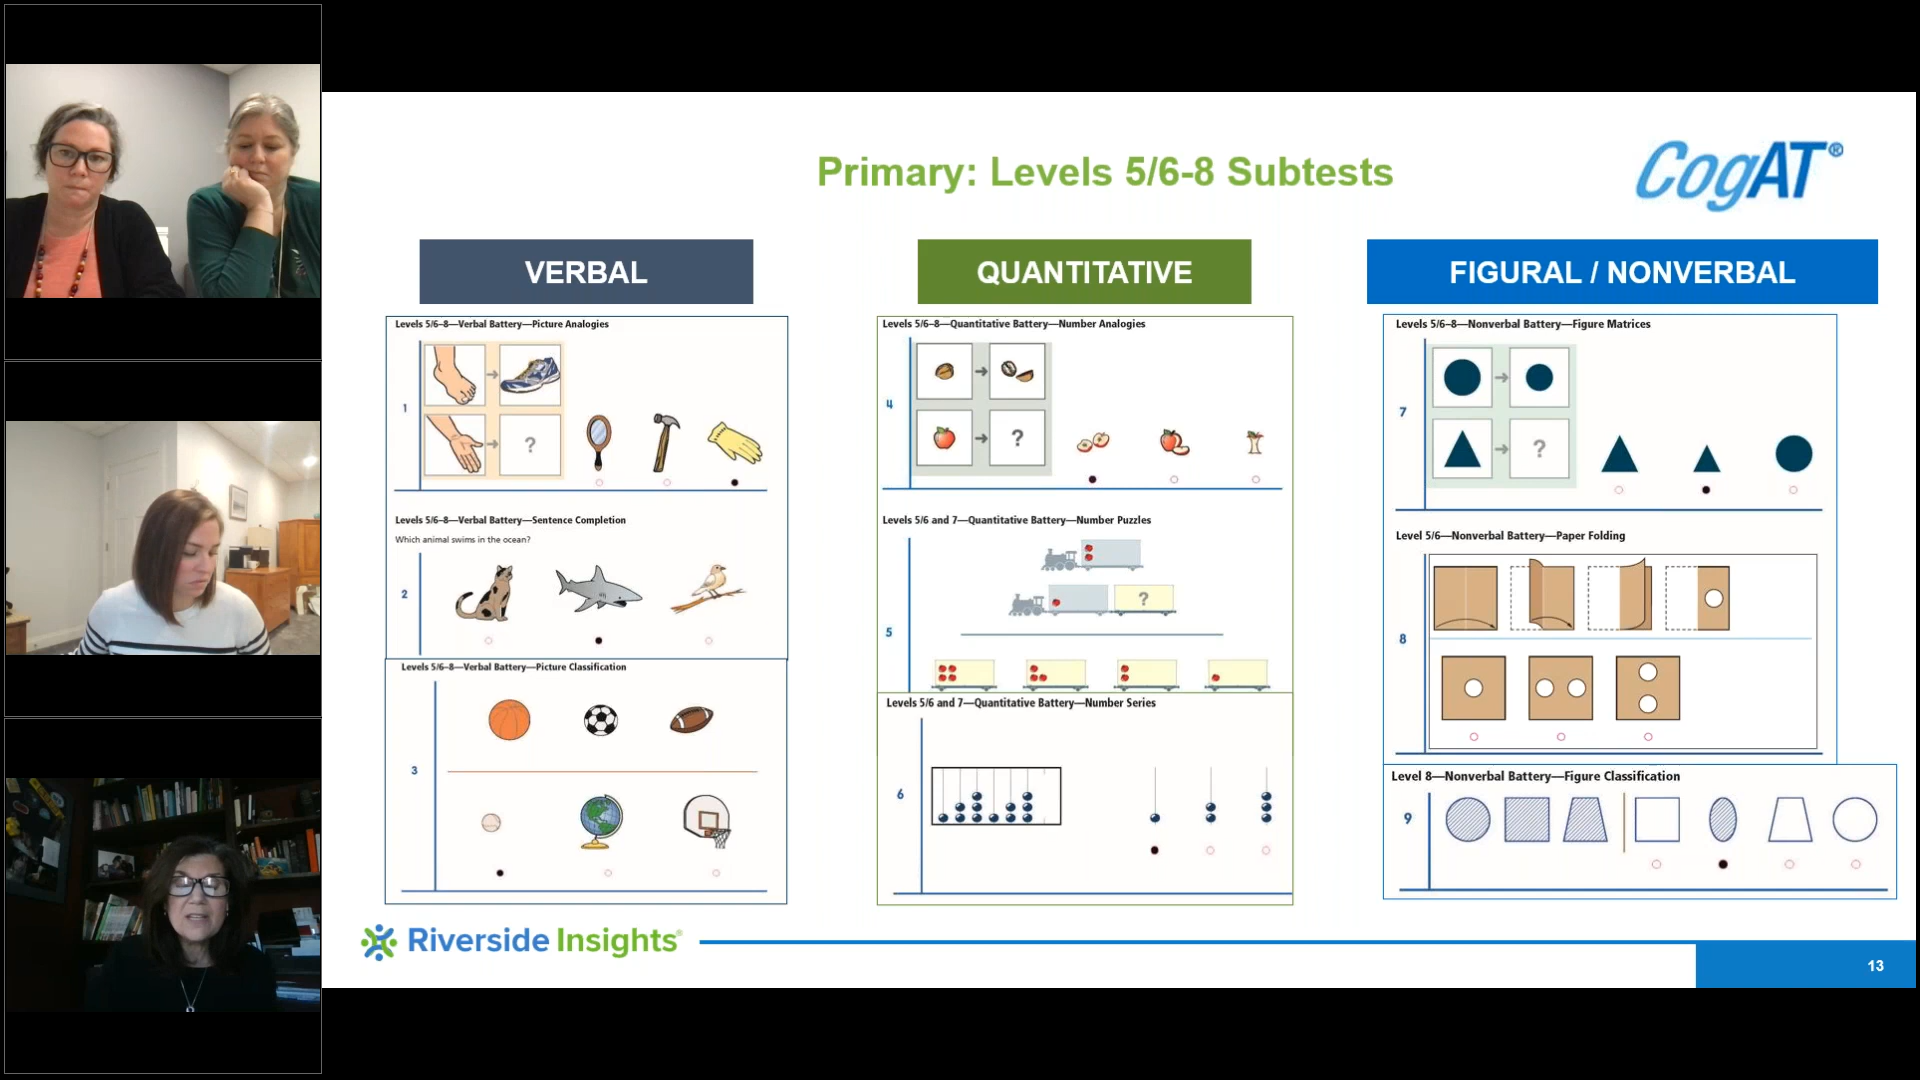 Primary: Levels 5/6-8 Subtests
CogAT®
VERBAL
QUANTITATIVE
FIGURAL / NONVERBAL
Levels 5/6–8—Verbal Battery—Picture Analogies
1
?
Levels 5/6–8—Verbal Battery—Sentence Completion
Which animal swims in the ocean?
2
Levels 5/6–8—Verbal Battery—Picture Classification
3
Levels 5/6–8—Quantitative Battery—Number Analogies
4
?
Levels 5/6 and 7—Quantitative Battery—Number Puzzles
?
5
Levels 5/6 and 7—Quantitative Battery—Number Series
6
Levels 5/6–8—Nonverbal Battery—Figure Matrices
7
?
Level 5/6—Nonverbal Battery—Paper Folding
8
Level 8—Nonverbal Battery—Figure Classification
9
Riverside Insights®
13